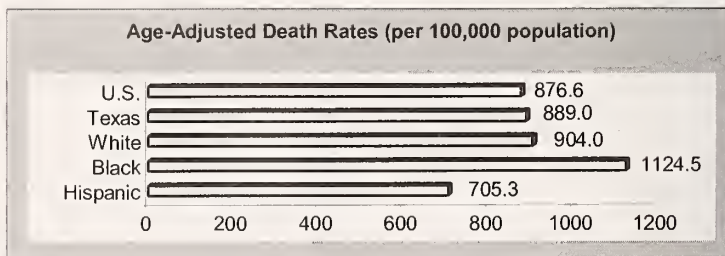 Age-Adjusted Death Rates (per 100,000 population)
U.S. 876.6
Texas 889.0
White 904.0
Black 1124.5
Hispanic 705.3
0 200 400 600 800 1000 1200